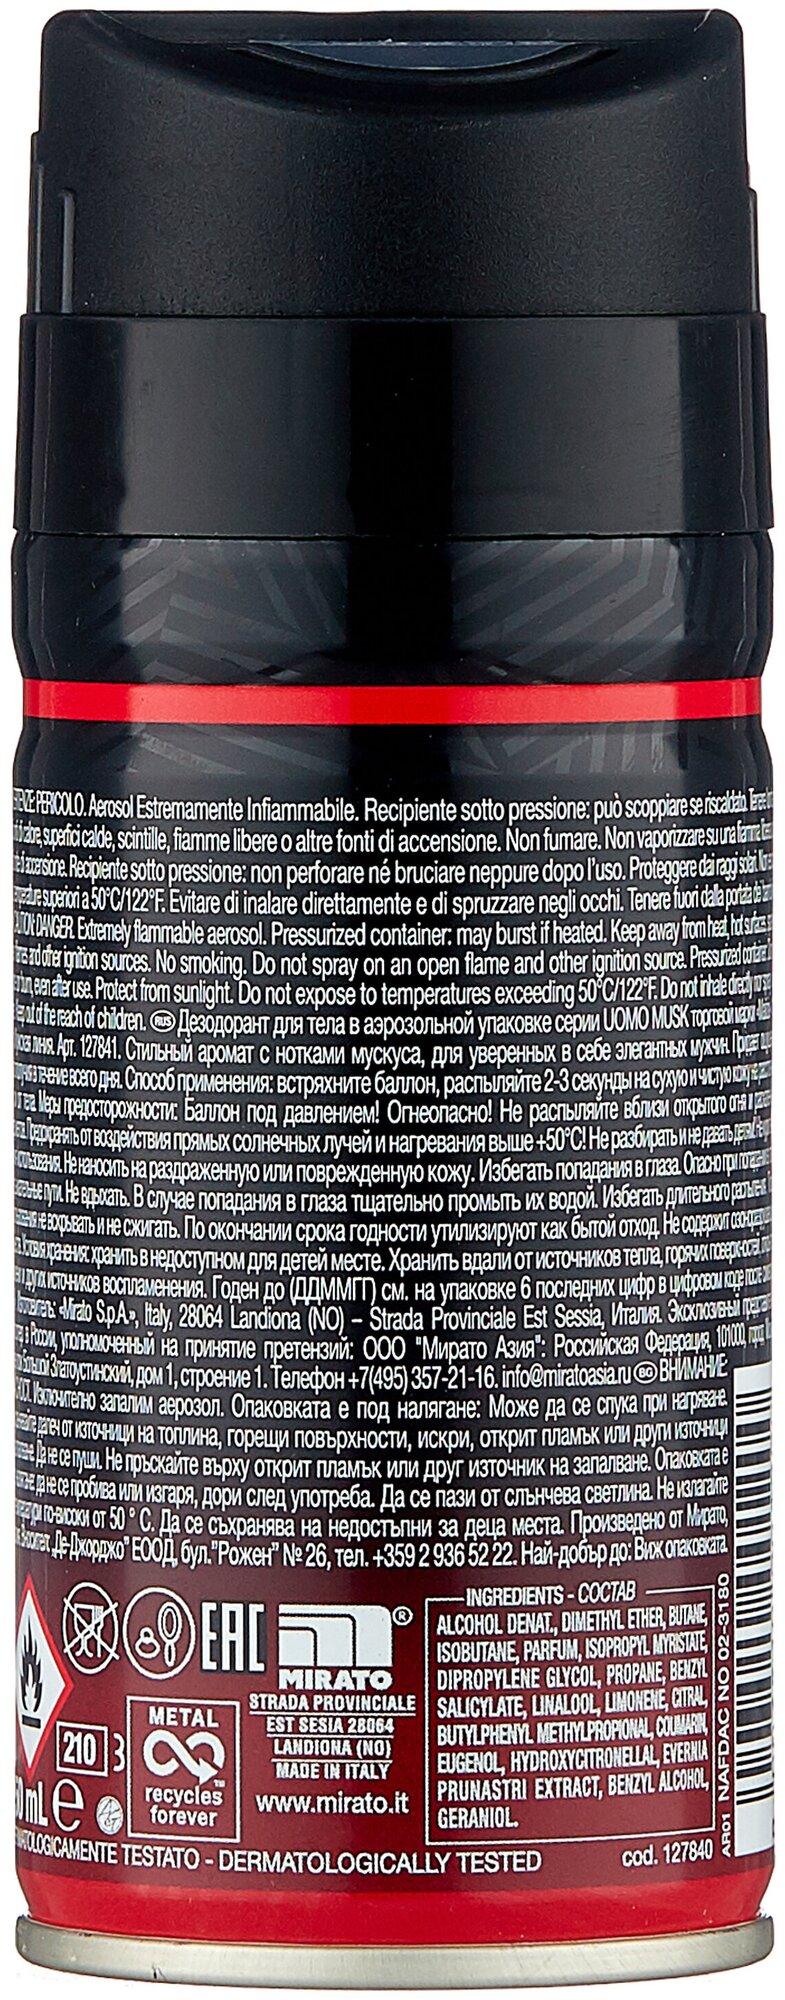 PERICOLO. Aerosol Estremamente Infiammabile. Recipiente sotto pressione: può scoppiare se riscaldato. Tenere
di calore, superfici calde, scintille, fiamme libere o altre fonti di accensione. Non fumare. Non vaporizzare su una fiamma
di accensione. Recipiente sotto pressione: non perforare né bruciare neppure dopo l'uso. Proteggere dai raggi solari. Non
superiori a 50°C/122°F. Evitare di inalare direttamente e di spruzzare negli occhi. Tenere fuori dalla portata dei
DANGER. Extremely flammable aerosol. Pressurized container: may burst if heated. Keep away from heat, hot surfaces,
and other ignition sources. No smoking. Do not spray on an open flame and other ignition source. Pressurized container:
even after use. Protect from sunlight. Do not expose to temperatures exceeding 50°C/122°F. Do not inhale directly
out of the reach of children. RUS Дезодорант для тела в аэрозольной упаковке серии UOMO MUSK торговой марки
линия. Арт. 127841. Стильный аромат с нотками мускуса, для уверенных в себе элегантных мужчин. Придает
в течение всего дня. Способ применения: встряхните баллон, распыляйте 2-3 секунды на сухую и чистую кожу
тела. Меры предосторожности: Баллон под давлением! Огнеопасно! Не распыляйте вблизи открытого огня и
Предохранять от воздействия прямых солнечных лучей и нагревания выше +50°C! Не разбирать и не давать детям!
использования. Не наносить на раздраженную или поврежденную кожу. Избегать попадания в глаза. Опасно при попадании
пути. Не вдыхать. В случае попадания в глаза тщательно промыть их водой. Избегать длительного распыления.
не вскрывать и не сжигать. По окончании срока годности утилизируют как бытой отход. Не содержит
Условия хранения: хранить в недоступном для детей месте. Хранить вдали от источников тепла, горячих поверхностей,
и других источников воспламенения. Годен до (ДДММГГ) см. на упаковке 6 последних цифр в цифровом коде после
«Mirato S.p.A.», Italy, 28064 Landiona (NO) – Strada Provinciale Est Sessia, Италия. Эксклюзивный
в России, уполномоченный на принятие претензий: ООО "Мирато Азия": Российская Федерация, 101000, город
Большой Златоустинский, дом 1, строение 1. Телефон +7(495) 357-21-16. info@miratoasia.ru BG ВНИМАНИЕ:
Изключително запалим аерозол. Опаковката е под налягане: Може да се спука при нагряване.
далеч от източници на топлина, горещи повърхности, искри, открит пламък или други източници
Да не се пуши. Не пръскайте върху открит пламък или друг източник на запалване. Опаковката е
да не се пробива или изгаря, дори след употреба. Да се пази от слънчева светлина. Не излагайте
по-високи от 50 ° C. Да се съхранява на недостъпни за деца места. Произведено от Мирато,
„Де-Джорджо" ЕООД, бул."Рожен" № 26, тел. +359 2 936 52 22. Най-добър до: Виж опаковката.
INGREDIENTS - СОСТАВ
ALCOHOL DENAT., DIMETHYL ETHER, BUTANE,
ISOBUTANE, PARFUM, ISOPROPYL MYRISTATE,
DIPROPYLENE GLYCOL, PROPANE, BENZYL
SALICYLATE, LINALOOL, LIMONENE, CITRAL,
BUTYLPHENYL METHYLPROPIONAL, COUMARIN,
EUGENOL, HYDROXYCITRONELLAL, EVERNIA
PRUNASTRI EXTRACT, BENZYL ALCOHOL,
GERANIOL.
EAC
MIRATO®
STRADA PROVINCIALE
EST SESIA 28064
LANDIONA (NO)
MADE IN ITALY
www.mirato.it
METAL
recycles
forever
210
mL e
TESTATO - DERMATOLOGICALLY TESTED
cod. 127840
AR01 NAFDAC NO 02-3180